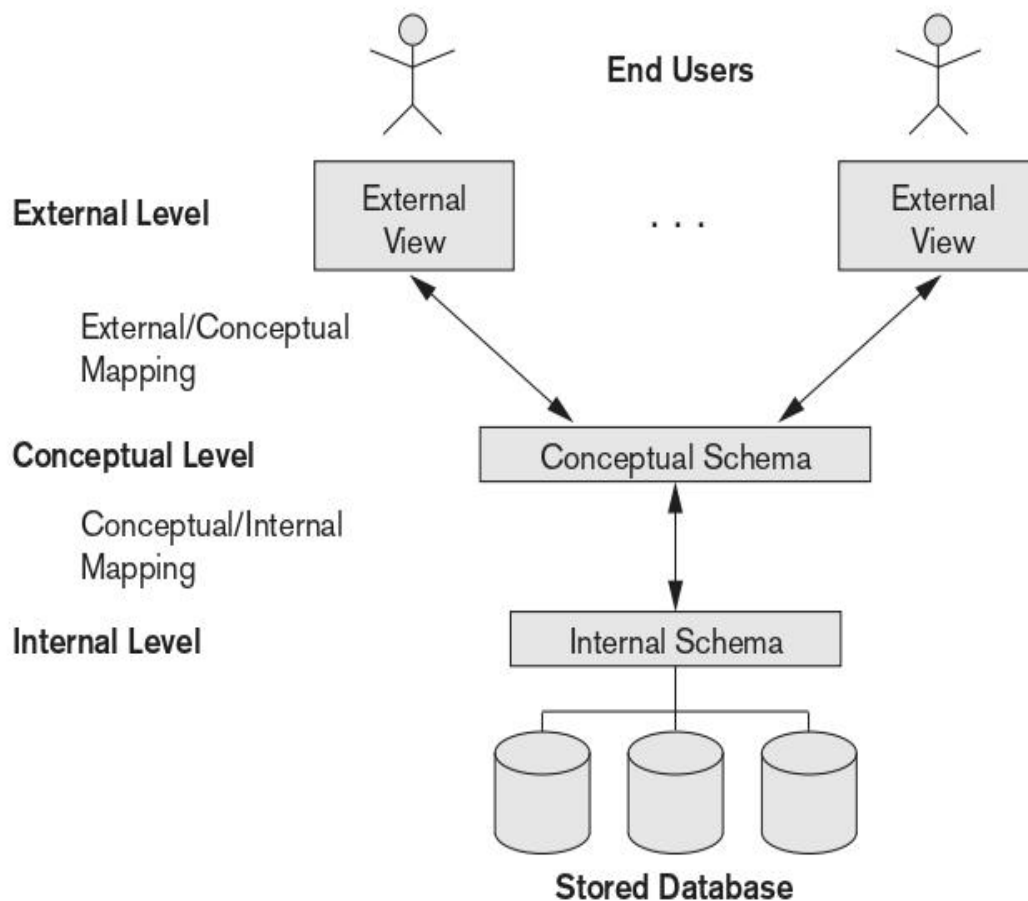 End Users
External Level
External
View
. . .
External
View
External/Conceptual
Mapping
Conceptual Level
Conceptual Schema
Conceptual/Internal
Mapping
Internal Level
Internal Schema
Stored Database